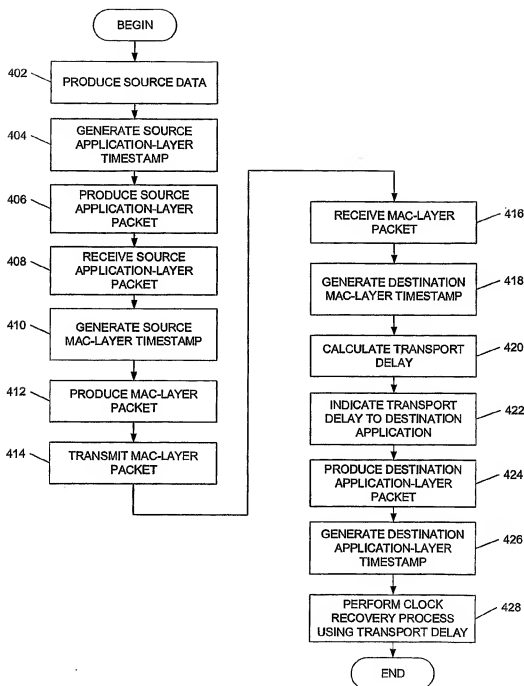 BEGIN
402
PRODUCE SOURCE DATA
404
GENERATE SOURCE
APPLICATION-LAYER
TIMESTAMP
406
PRODUCE SOURCE
APPLICATION-LAYER
PACKET
408
RECEIVE SOURCE
APPLICATION-LAYER
PACKET
410
GENERATE SOURCE
MAC-LAYER TIMESTAMP
412
PRODUCE MAC-LAYER
PACKET
414
TRANSMIT MAC-LAYER
PACKET
RECEIVE MAC-LAYER
PACKET
416
GENERATE DESTINATION
MAC-LAYER TIMESTAMP
418
CALCULATE TRANSPORT
DELAY
420
INDICATE TRANSPORT
DELAY TO DESTINATION
APPLICATION
422
PRODUCE DESTINATION
APPLICATION-LAYER
PACKET
424
GENERATE DESTINATION
APPLICATION-LAYER
TIMESTAMP
426
PERFORM CLOCK
RECOVERY PROCESS
USING TRANSPORT DELAY
428
END